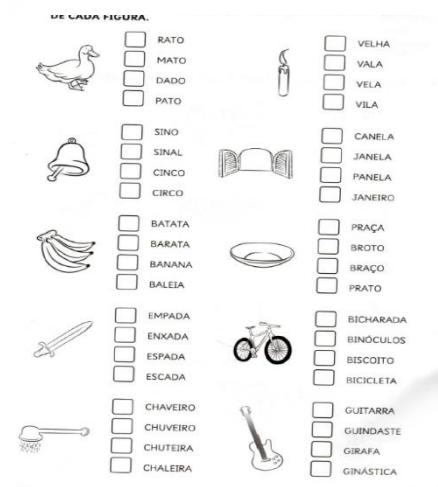 DE CADA FIGURA.
RATO
MATO
DADO
PATO
VELHA
VALA
VELA
VILA
SINO
SINAL
CINCO
CIRCO
CANELA
JANELA
PANELA
JANEIRO
BATATA
BARATA
BANANA
BALEIA
PRAÇA
BROTO
BRAÇO
PRATO
EMPADA
ENXADA
ESPADA
ESCADA
BICHARADA
BINÓCULOS
BISCOITO
BICICLETA
CHAVEIRO
CHUVEIRO
CHUTEIRA
CHALEIRA
GUITARRA
GUINDASTE
GIRAFA
GINÁSTICA